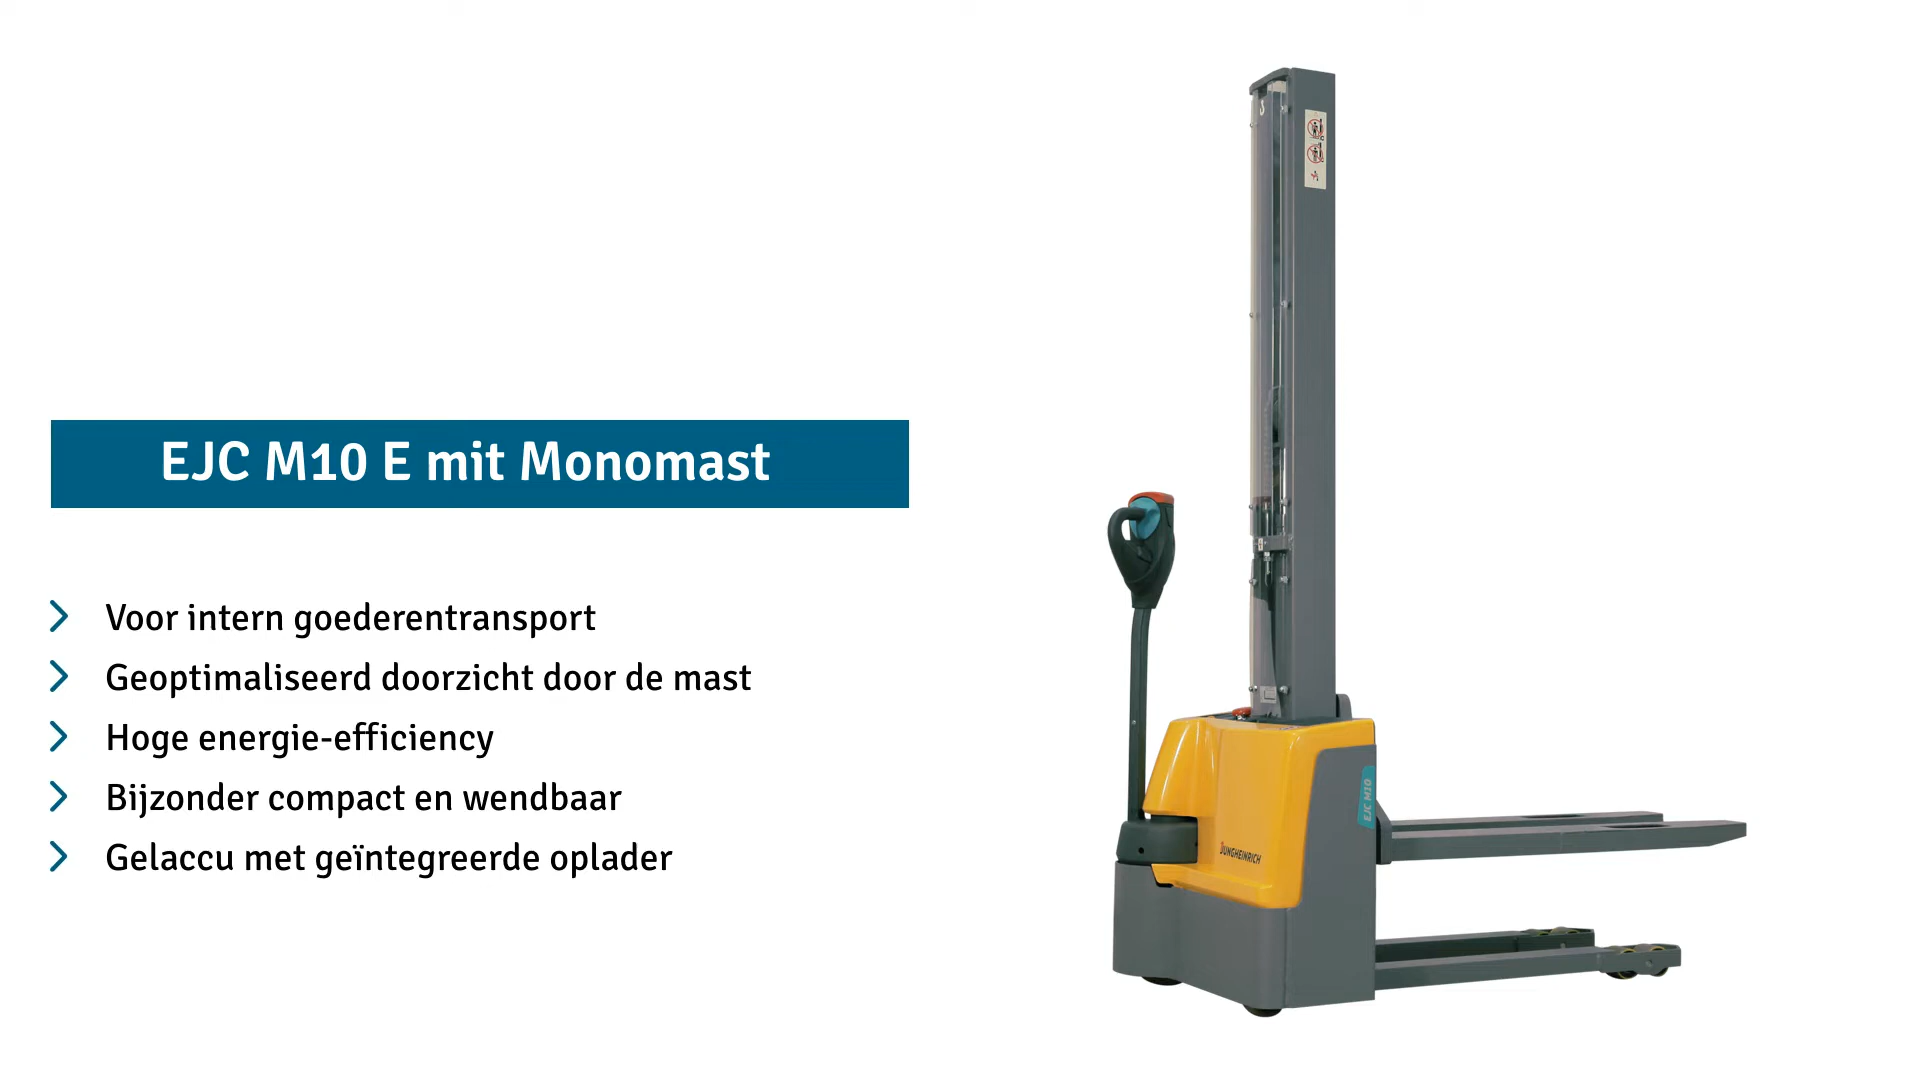 EJC M10 E mit Monomast
Voor intern goederentransport
Geoptimaliseerd doorzicht door de mast
Hoge energie-efficiency
Bijzonder compact en wendbaar
Gelaccu met geïntegreerde oplader
EJC M10
JUNGHEINRICH